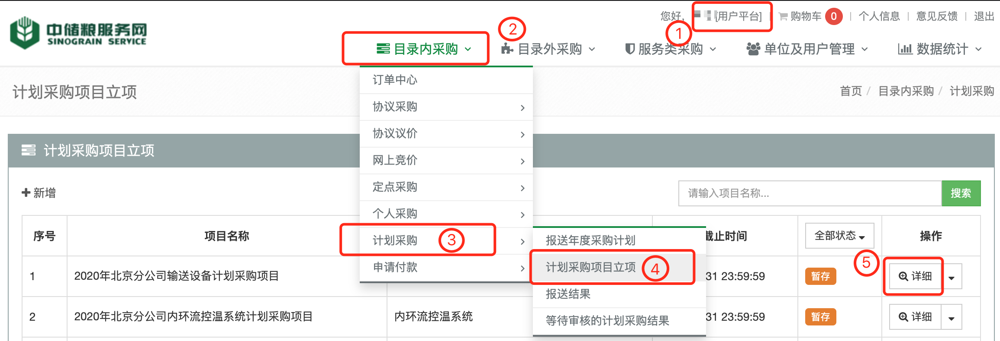 您好, [用户平台] 购物车 0 个人信息 意见反馈 退出
中储粮服务网
SINOGRAIN SERVICE
① ②
目录内采购 目录外采购 服务类采购 单位及用户管理 数据统计
计划采购项目立项
首页 / 目录内采购 / 计划采购
订单中心
协议采购
协议议价
网上竞价
定点采购
个人采购
计划采购 ③
申请付款
报送年度采购计划
计划采购项目立项 ④
报送结果
等待审核的计划采购结果
计划采购项目立项
新增
请输入项目名称... 搜索
序号 项目名称 截止时间 全部状态 操作
⑤
1 2020年北京分公司输送设备计划采购项目 31 23:59:59 暂存 详细
2 2020年北京分公司内环流控温系统计划采购项目 内环流控温系统 31 23:59:59 暂存 详细